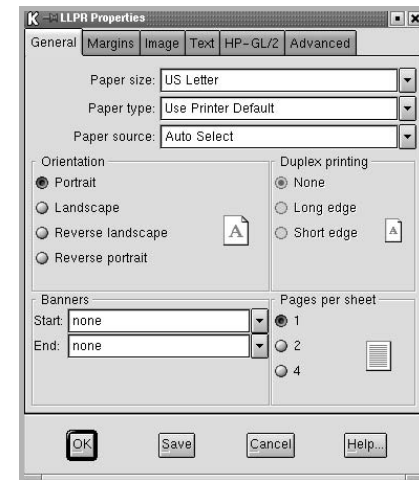 K LLPR Properties
General Margins Image Text HP-GL/2 Advanced
Paper size: US Letter
Paper type: Use Printer Default
Paper source: Auto Select
Orientation
Portrait
Landscape
Reverse landscape
Reverse portrait
A
Duplex printing
None
Long edge
Short edge
A
Banners
Start: none
End: none
Pages per sheet
1
2
4
OK Save Cancel Help...